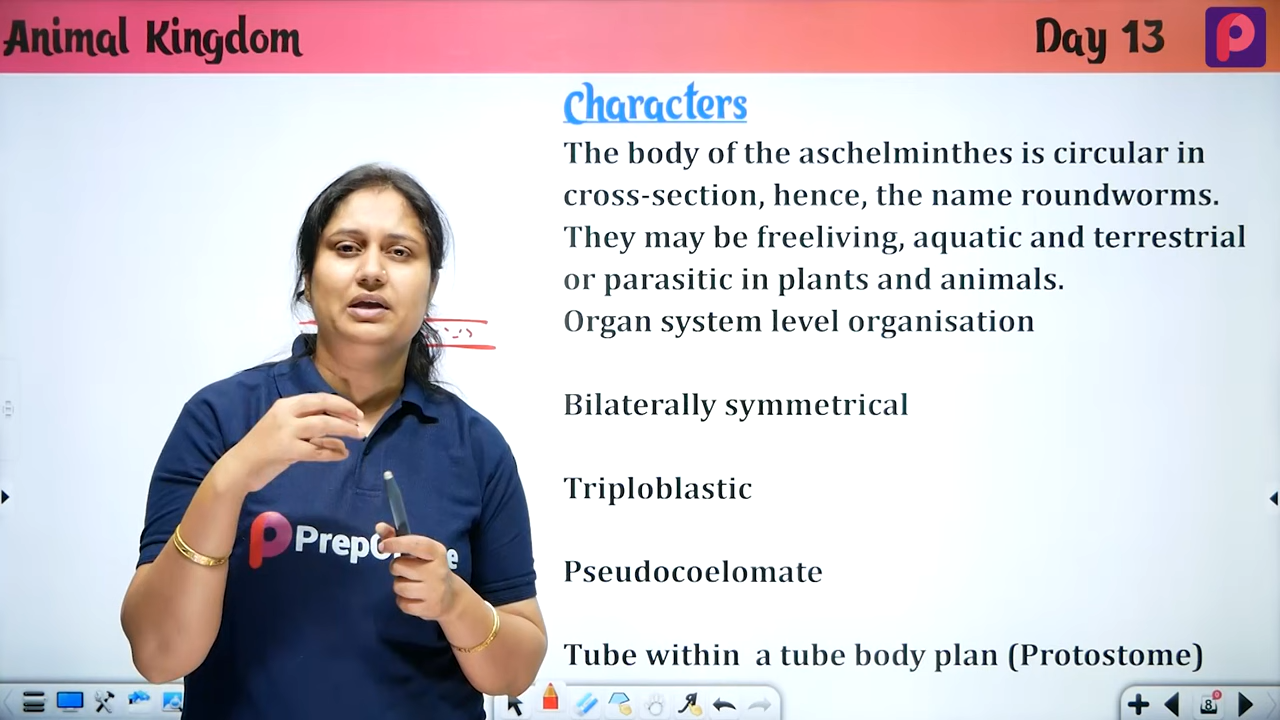 Animal Kingdom
Day 13
Characters
The body of the aschelminthes is circular in
cross-section, hence, the name roundworms.
They may be freeliving, aquatic and terrestrial
or parasitic in plants and animals.
Organ system level organisation
Bilaterally symmetrical
Triploblastic
Pseudocoelomate
Tube within a tube body plan (Protostome)
8